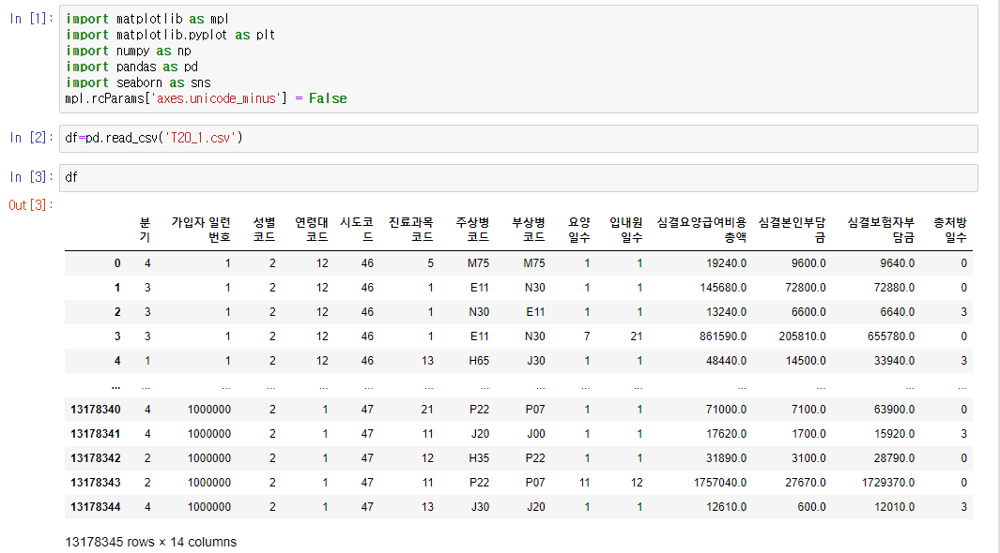 In [1]: import matplotlib as mpl
import matplotlib.pyplot as plt
import numpy as np
import pandas as pd
import seaborn as sns
mpl.rcParams['axes.unicode_minus'] = False
In [2]: df=pd.read_csv('T20_1.csv')
In [3]: df
Out[3]:
분 가입자 일련 성별 연령대 시도코 진료과목 주상병 부상병 요양 입내원 심결요양급여비용 심결본인부담 심결보험자부 총처방
기 번호 코드 코드 드 코드 코드 코드 일수 일수 총액 금 담금 일수
0 4 1 2 12 46 5 M75 M75 1 1 19240.0 9600.0 9640.0 0
1 3 1 2 12 46 1 E11 N30 1 1 145680.0 72800.0 72880.0 0
2 3 1 2 12 46 1 N30 E11 1 1 13240.0 6600.0 6640.0 3
3 3 1 2 12 46 1 E11 N30 7 21 861590.0 205810.0 655780.0 0
4 1 1 2 12 46 13 H65 J30 1 1 48440.0 14500.0 33940.0 3
... ... ... ... ... ... ... ... ... ... ... ... ... ... ...
13178340 4 1000000 2 1 47 21 P22 P07 1 1 71000.0 7100.0 63900.0 0
13178341 4 1000000 2 1 47 11 J20 J00 1 1 17620.0 1700.0 15920.0 3
13178342 2 1000000 2 1 47 12 H35 P22 1 1 31890.0 3100.0 28790.0 0
13178343 2 1000000 2 1 47 11 P22 P07 11 12 1757040.0 27670.0 1729370.0 0
13178344 4 1000000 2 1 47 13 J30 J20 1 1 12610.0 600.0 12010.0 3
13178345 rows × 14 columns